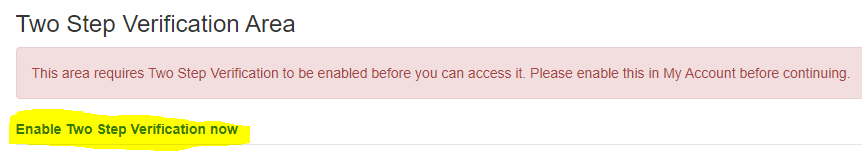 Two Step Verification Area
This area requires Two Step Verification to be enabled before you can access it. Please enable this in My Account before continuing.
Enable Two Step Verification now